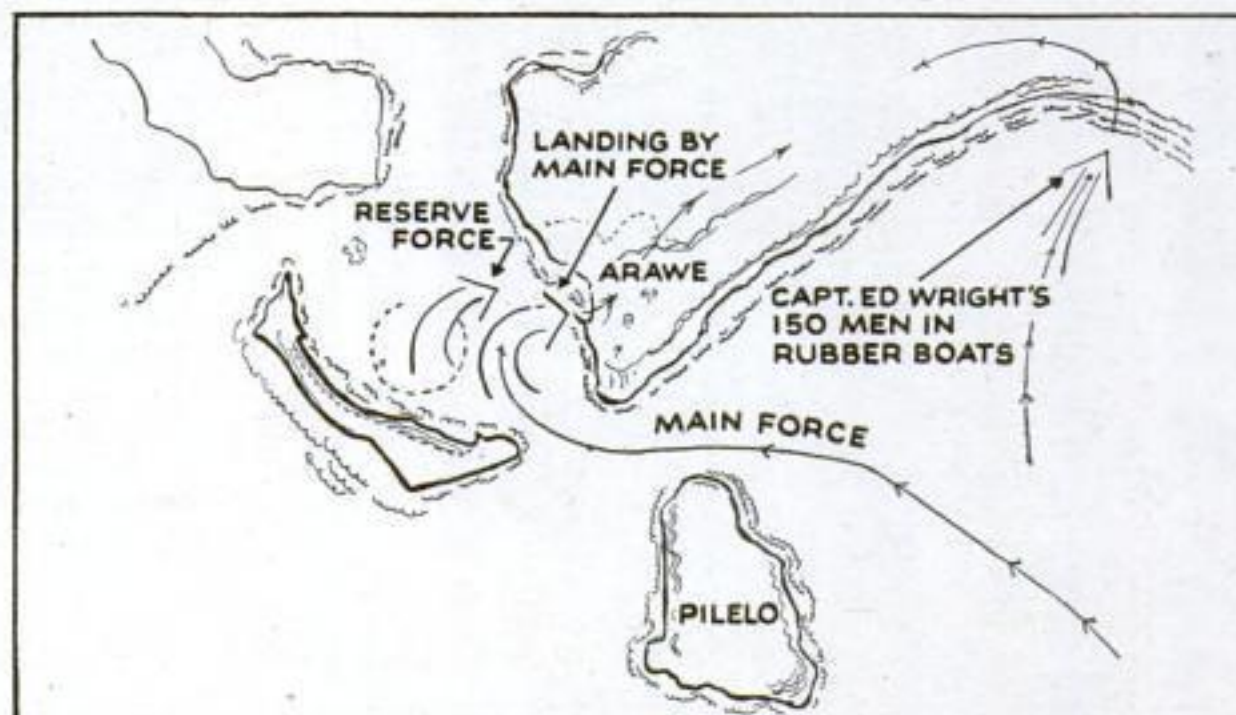 LANDING BY
MAIN FORCE
RESERVE
FORCE
ARAWE
CAPT. ED WRIGHT'S
150 MEN IN
RUBBER BOATS
MAIN FORCE
PILELO